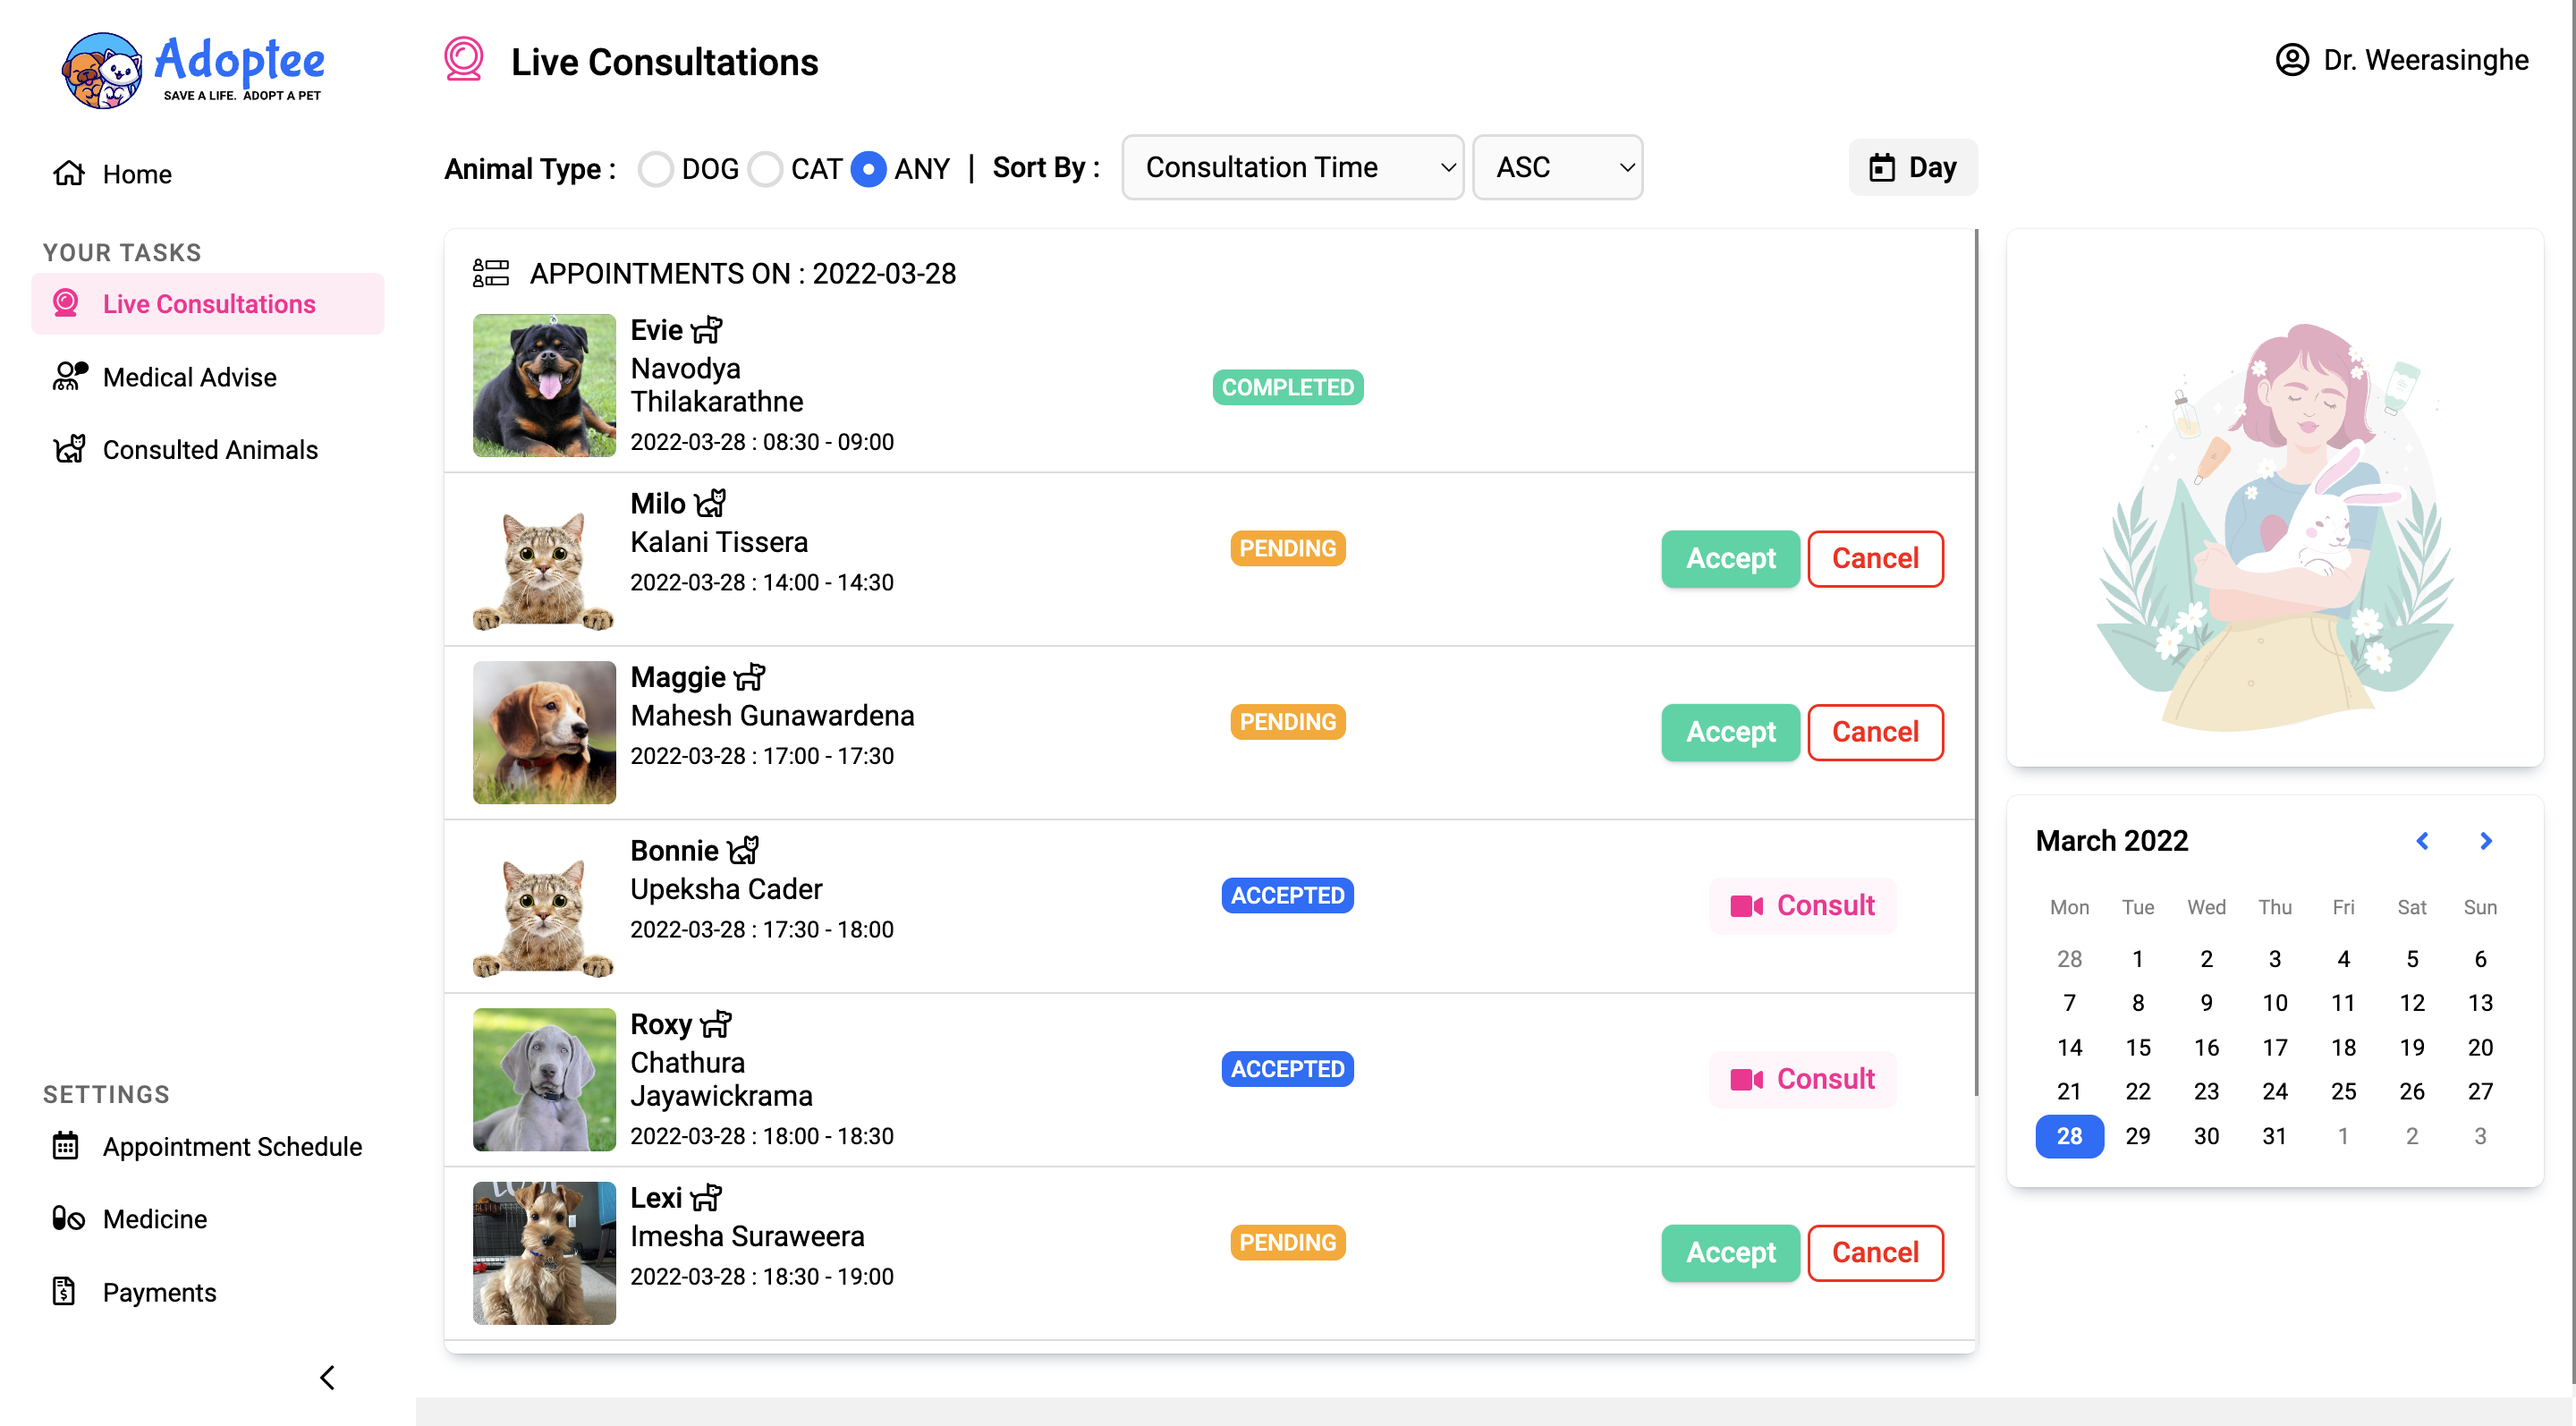 Adoptee
SAVE A LIFE. ADOPT A PET
Home
YOUR TASKS
Live Consultations
Medical Advise
Consulted Animals
SETTINGS
Appointment Schedule
Medicine
Payments
Live Consultations
Dr. Weerasinghe
Animal Type : DOG CAT ANY | Sort By : Consultation Time ASC Day
APPOINTMENTS ON : 2022-03-28
Evie
Navodya
Thilakarathne
2022-03-28 : 08:30 - 09:00
COMPLETED
Milo
Kalani Tissera
2022-03-28 : 14:00 - 14:30
PENDING
Accept Cancel
Maggie
Mahesh Gunawardena
2022-03-28 : 17:00 - 17:30
PENDING
Accept Cancel
Bonnie
Upeksha Cader
2022-03-28 : 17:30 - 18:00
ACCEPTED
Consult
Roxy
Chathura
Jayawickrama
2022-03-28 : 18:00 - 18:30
ACCEPTED
Consult
Lexi
Imesha Suraweera
2022-03-28 : 18:30 - 19:00
PENDING
Accept Cancel
March 2022
Mon Tue Wed Thu Fri Sat Sun
28 1 2 3 4 5 6
7 8 9 10 11 12 13
14 15 16 17 18 19 20
21 22 23 24 25 26 27
28 29 30 31 1 2 3